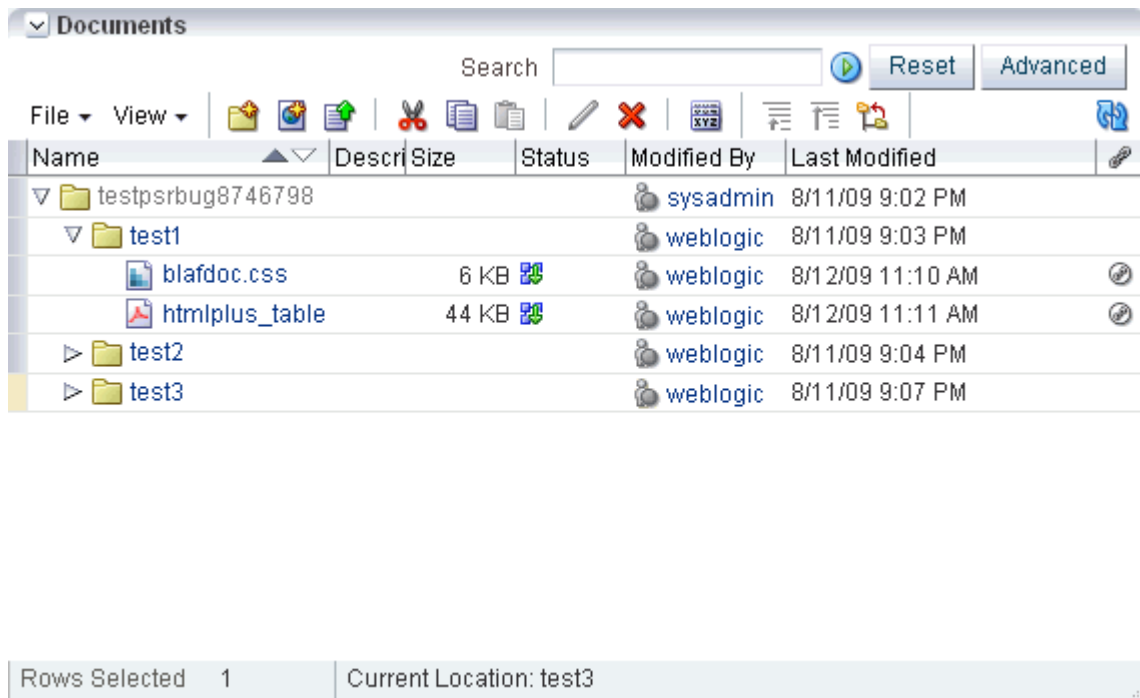 Documents
Search Reset Advanced
File View
Name Descri Size Status Modified By Last Modified
testpsrbug8746798 sysadmin 8/11/09 9:02 PM
test1 weblogic 8/11/09 9:03 PM
blafdoc.css 6 KB weblogic 8/12/09 11:10 AM
htmlplus_table 44 KB weblogic 8/12/09 11:11 AM
test2 weblogic 8/11/09 9:04 PM
test3 weblogic 8/11/09 9:07 PM
Rows Selected 1 Current Location: test3